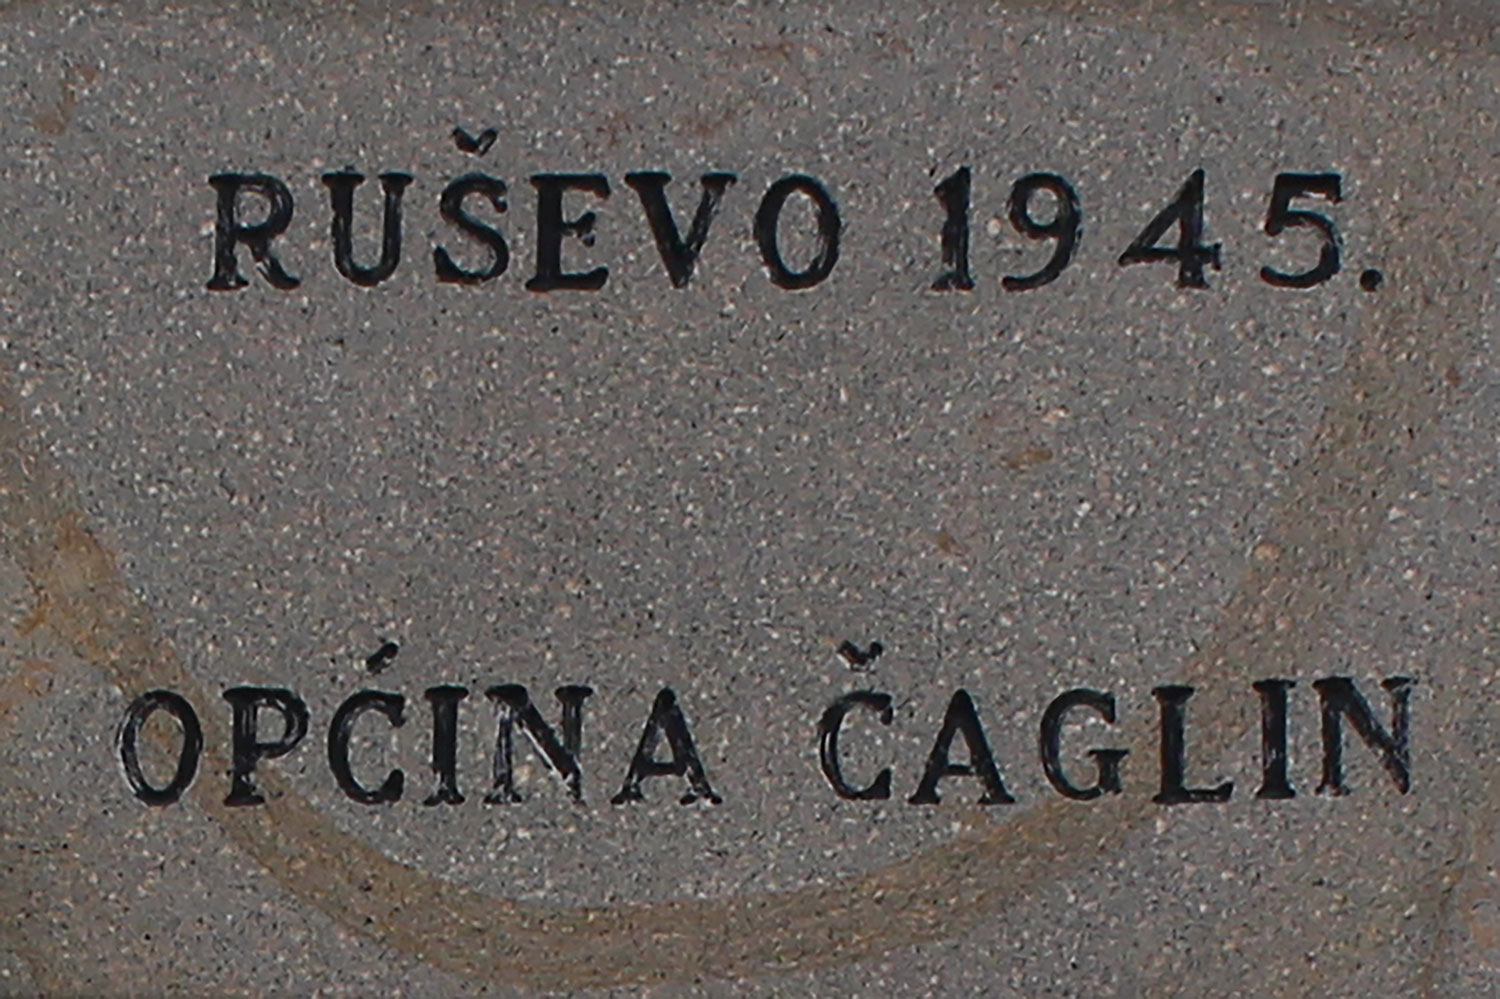 RUŠEVO 1945.
OPĆINA ČAGLIN